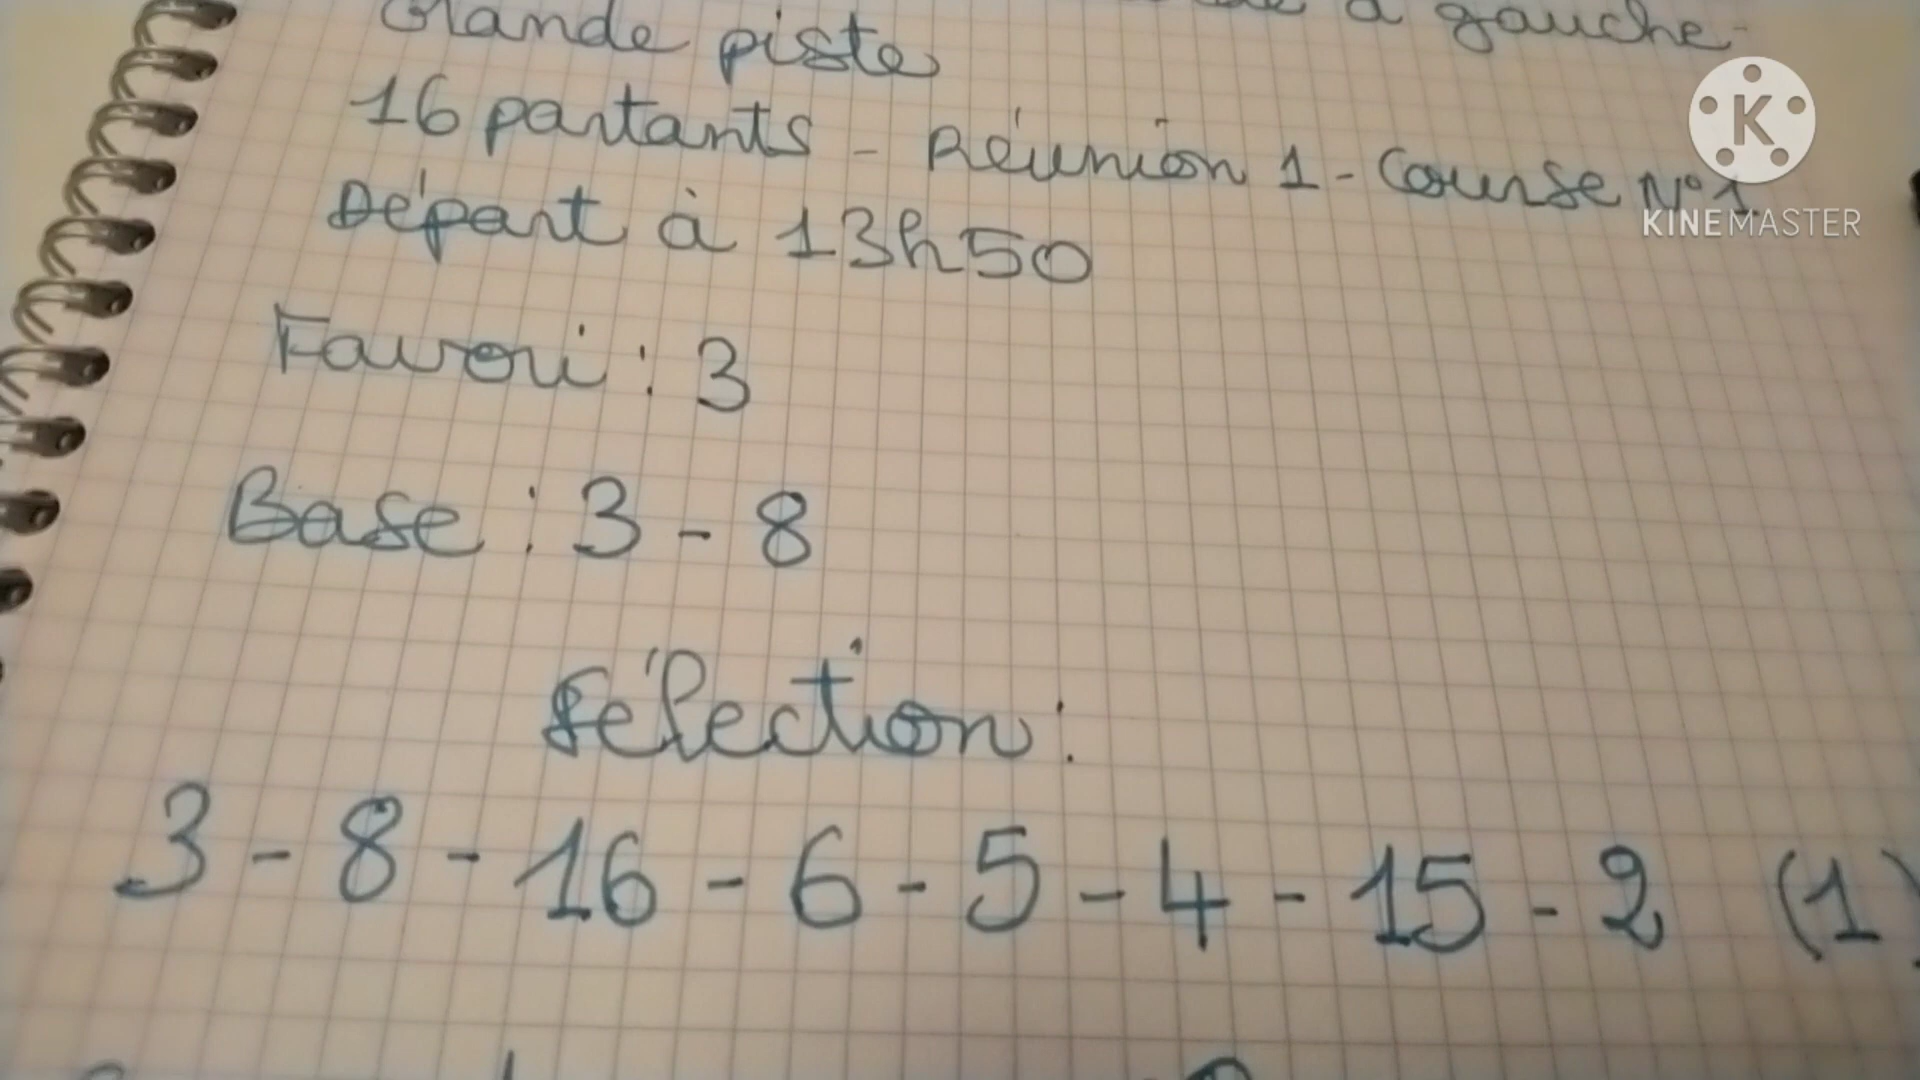 à gauche-
Grande piste
16 partants - Réunion 1 - Course N°1
Départ à 13h50
Favori : 3
Base : 3 - 8
Sélection :
3 - 8 - 16 - 6 - 5 - 4 - 15 - 2 (1)
K
KINEMASTER